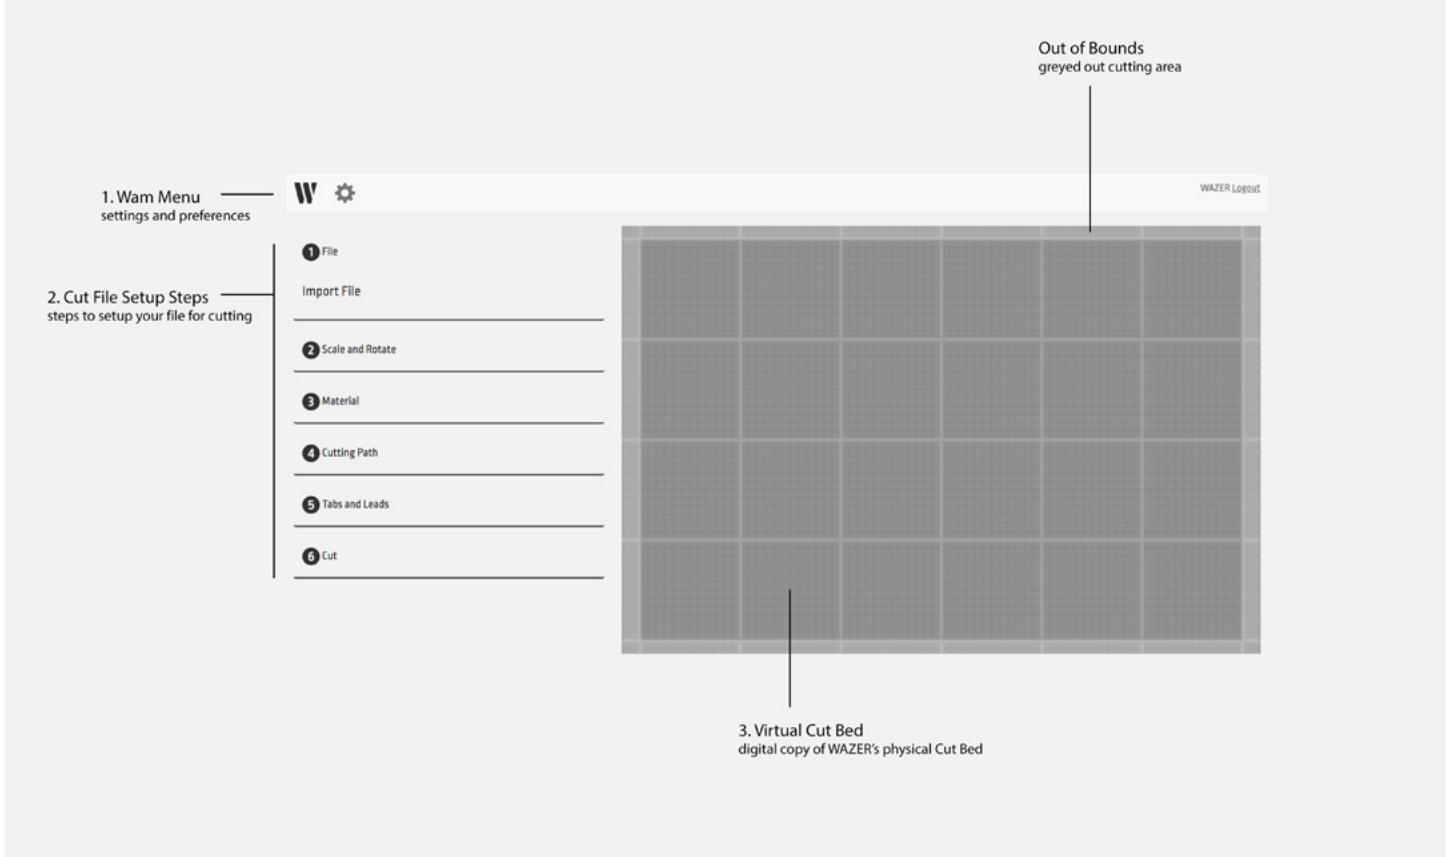 Out of Bounds
greyed out cutting area
1. Wam Menu
settings and preferences
W
WAZER Logout
2. Cut File Setup Steps
steps to setup your file for cutting
1 File
Import File
2 Scale and Rotate
3 Material
4 Cutting Path
5 Tabs and Leads
6 Cut
3. Virtual Cut Bed
digital copy of WAZER's physical Cut Bed